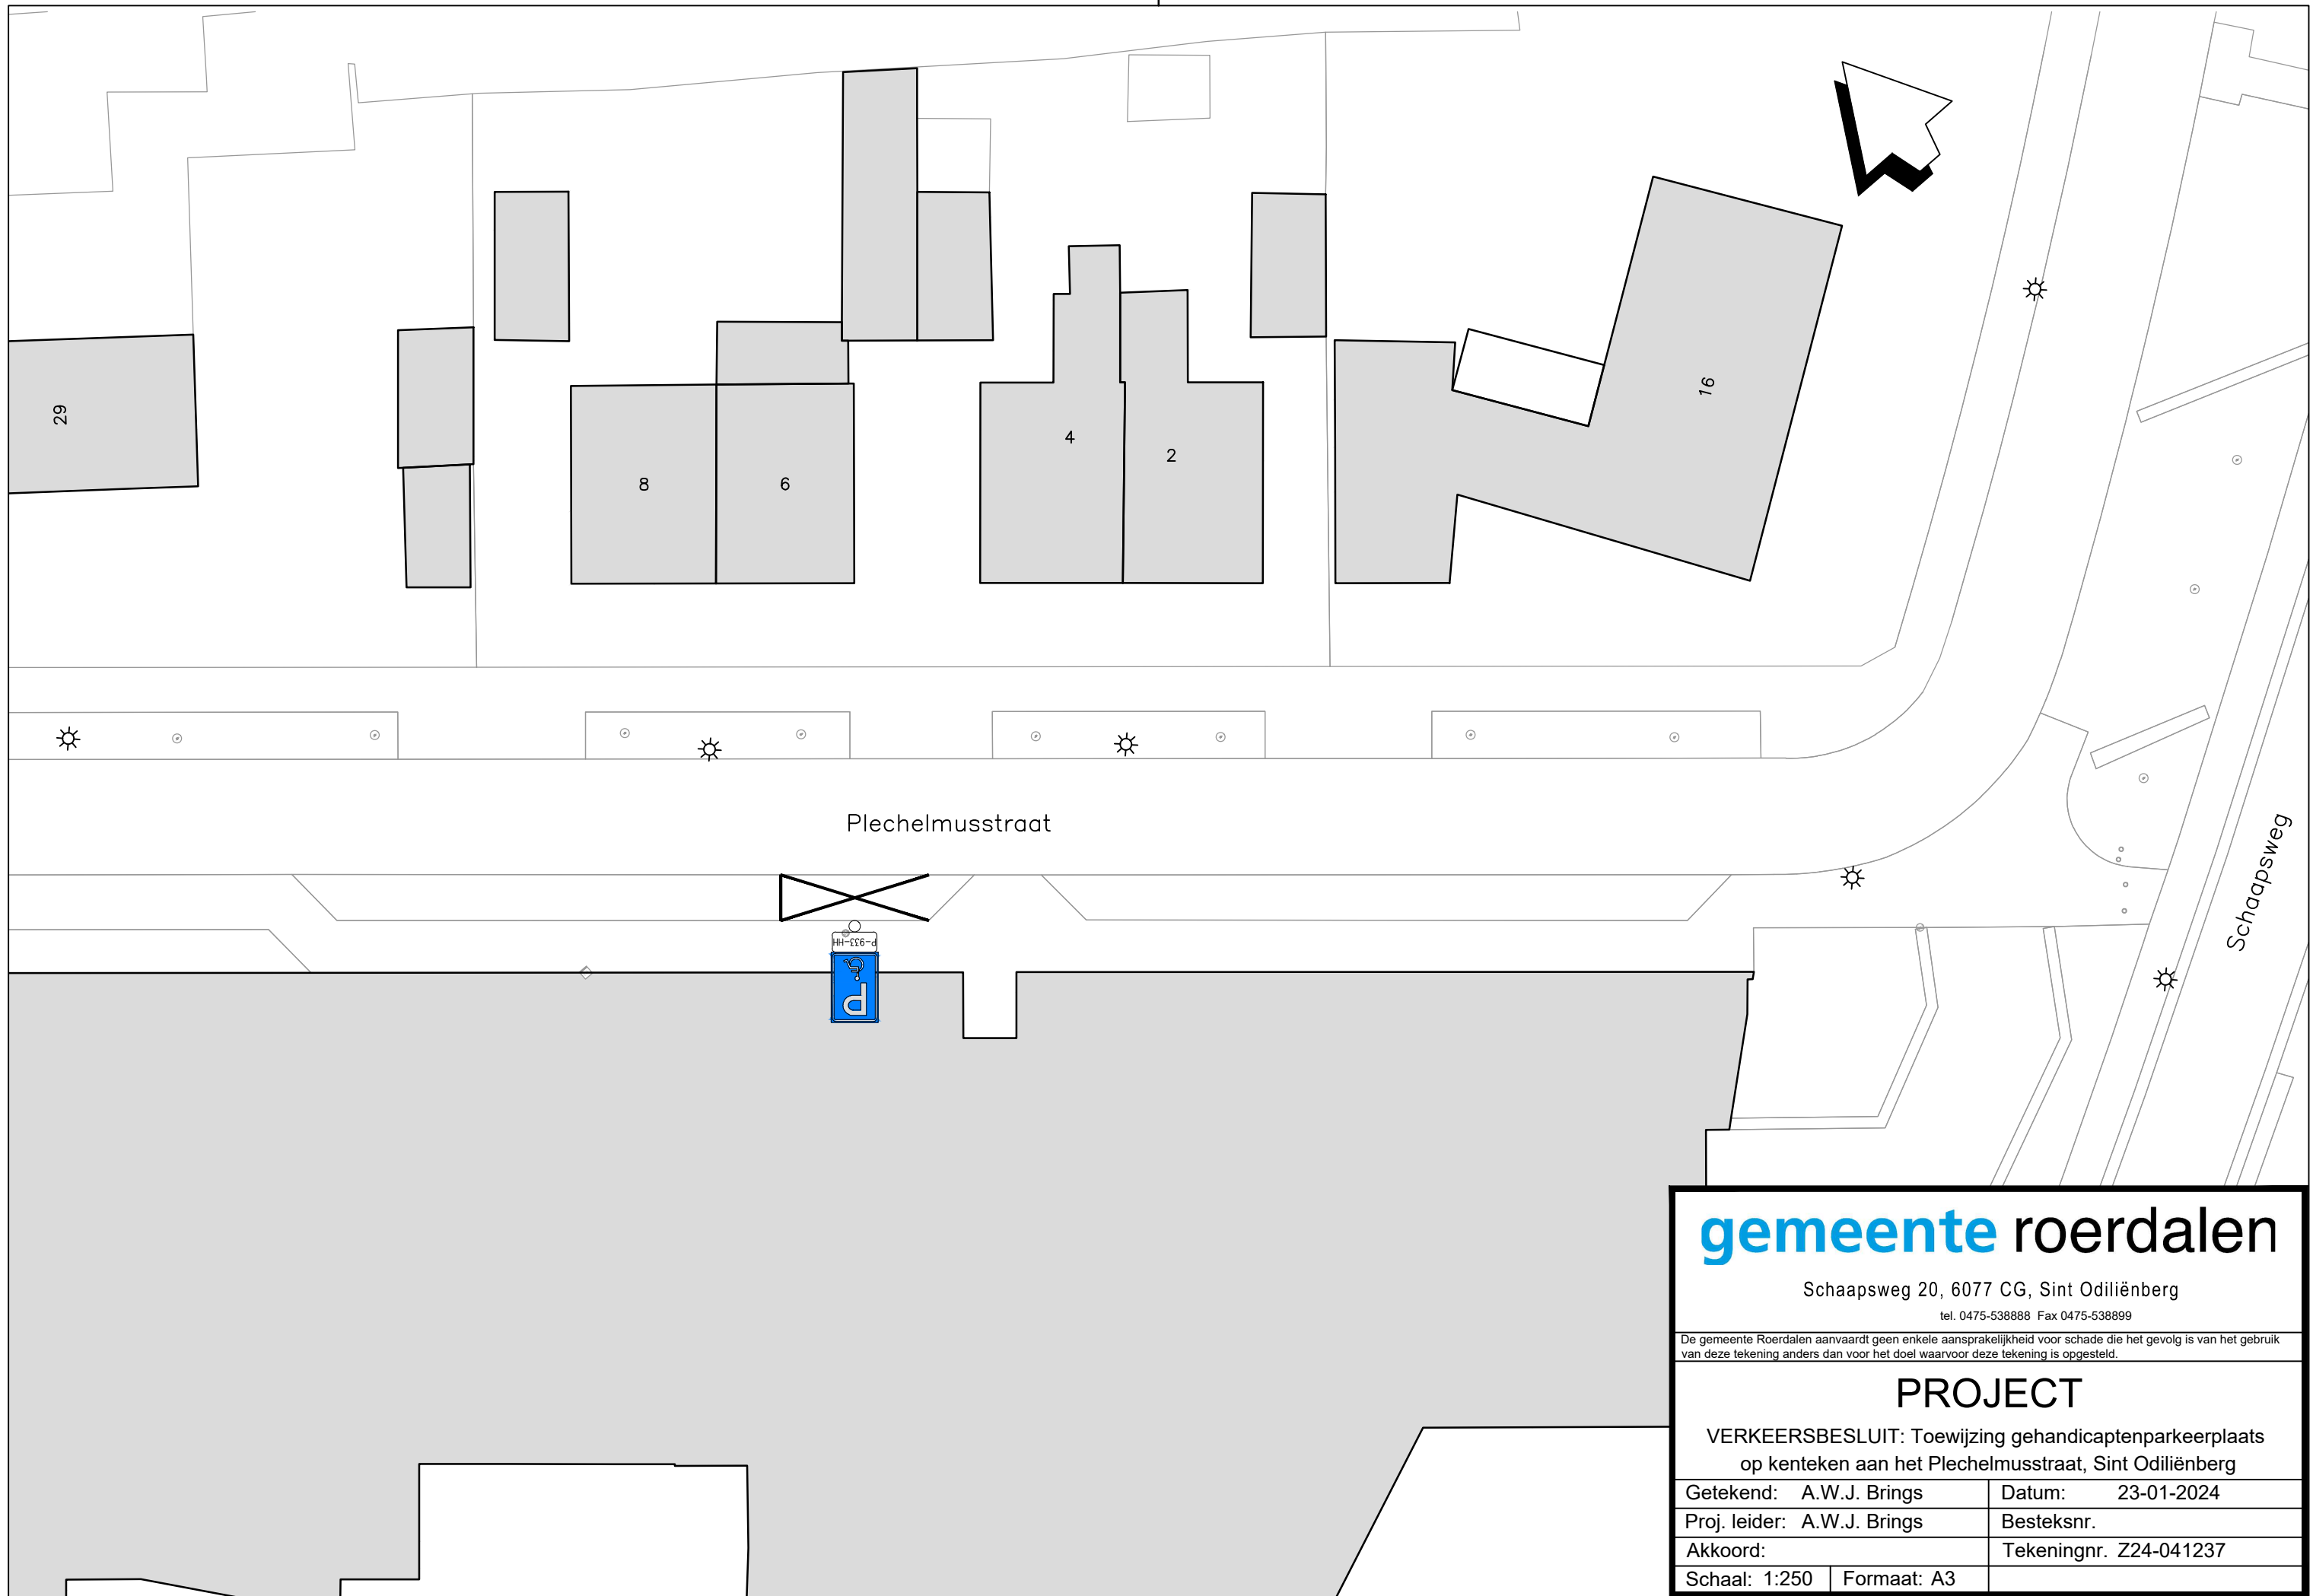 29
8
6
4
2
16
Plechelmusstraat
Schaapsweg
P-933-HH
P
gemeente roerdalen
Schaapsweg 20, 6077 CG, Sint Odiliënberg
tel. 0475-538888 Fax 0475-538899
De gemeente Roerdalen aanvaardt geen enkele aansprakelijkheid voor schade die het gevolg is van het gebruik
van deze tekening anders dan voor het doel waarvoor deze tekening is opgesteld.
PROJECT
VERKEERSBESLUIT: Toewijzing gehandicaptenparkeerplaats
op kenteken aan het Plechelmusstraat, Sint Odiliënberg
Getekend: A.W.J. Brings Datum: 23-01-2024
Proj. leider: A.W.J. Brings Besteksnr.
Akkoord: Tekeningnr. Z24-041237
Schaal: 1:250 Formaat: A3